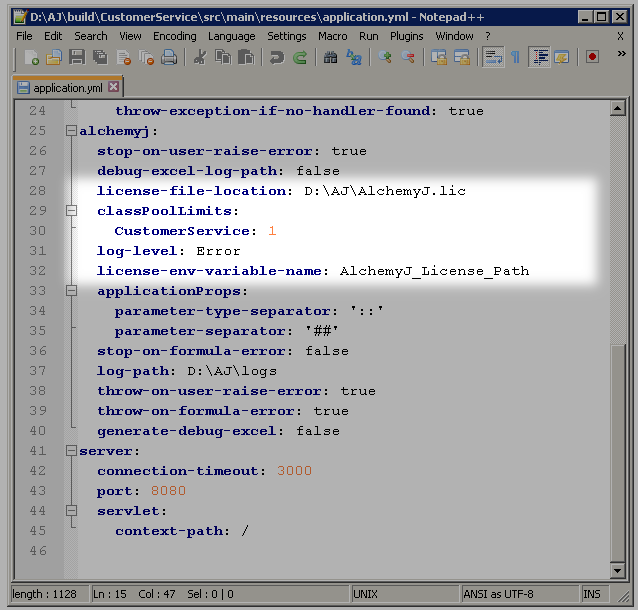 D:\AJ\build\CustomerService\src\main\resources\application.yml - Notepad++
File Edit Search View Encoding Language Settings Macro Run Plugins Window ? X
application.yml
24 throw-exception-if-no-handler-found: true
25 alchemyj:
26 stop-on-user-raise-error: true
27 debug-excel-log-path: false
28 license-file-location: D:\AJ\AlchemyJ.lic
29 classPoolLimits:
30 CustomerService: 1
31 log-level: Error
32 license-env-variable-name: AlchemyJ_License_Path
33 applicationProps:
34 parameter-type-separator: '::'
35 parameter-separator: '##'
36 stop-on-formula-error: false
37 log-path: D:\AJ\logs
38 throw-on-user-raise-error: true
39 throw-on-formula-error: true
40 generate-debug-excel: false
41 server:
42 connection-timeout: 3000
43 port: 8080
44 servlet:
45 context-path: /
46
length : 1128 Ln : 15 Col : 47 Sel : 0 | 0 UNIX ANSI as UTF-8 INS